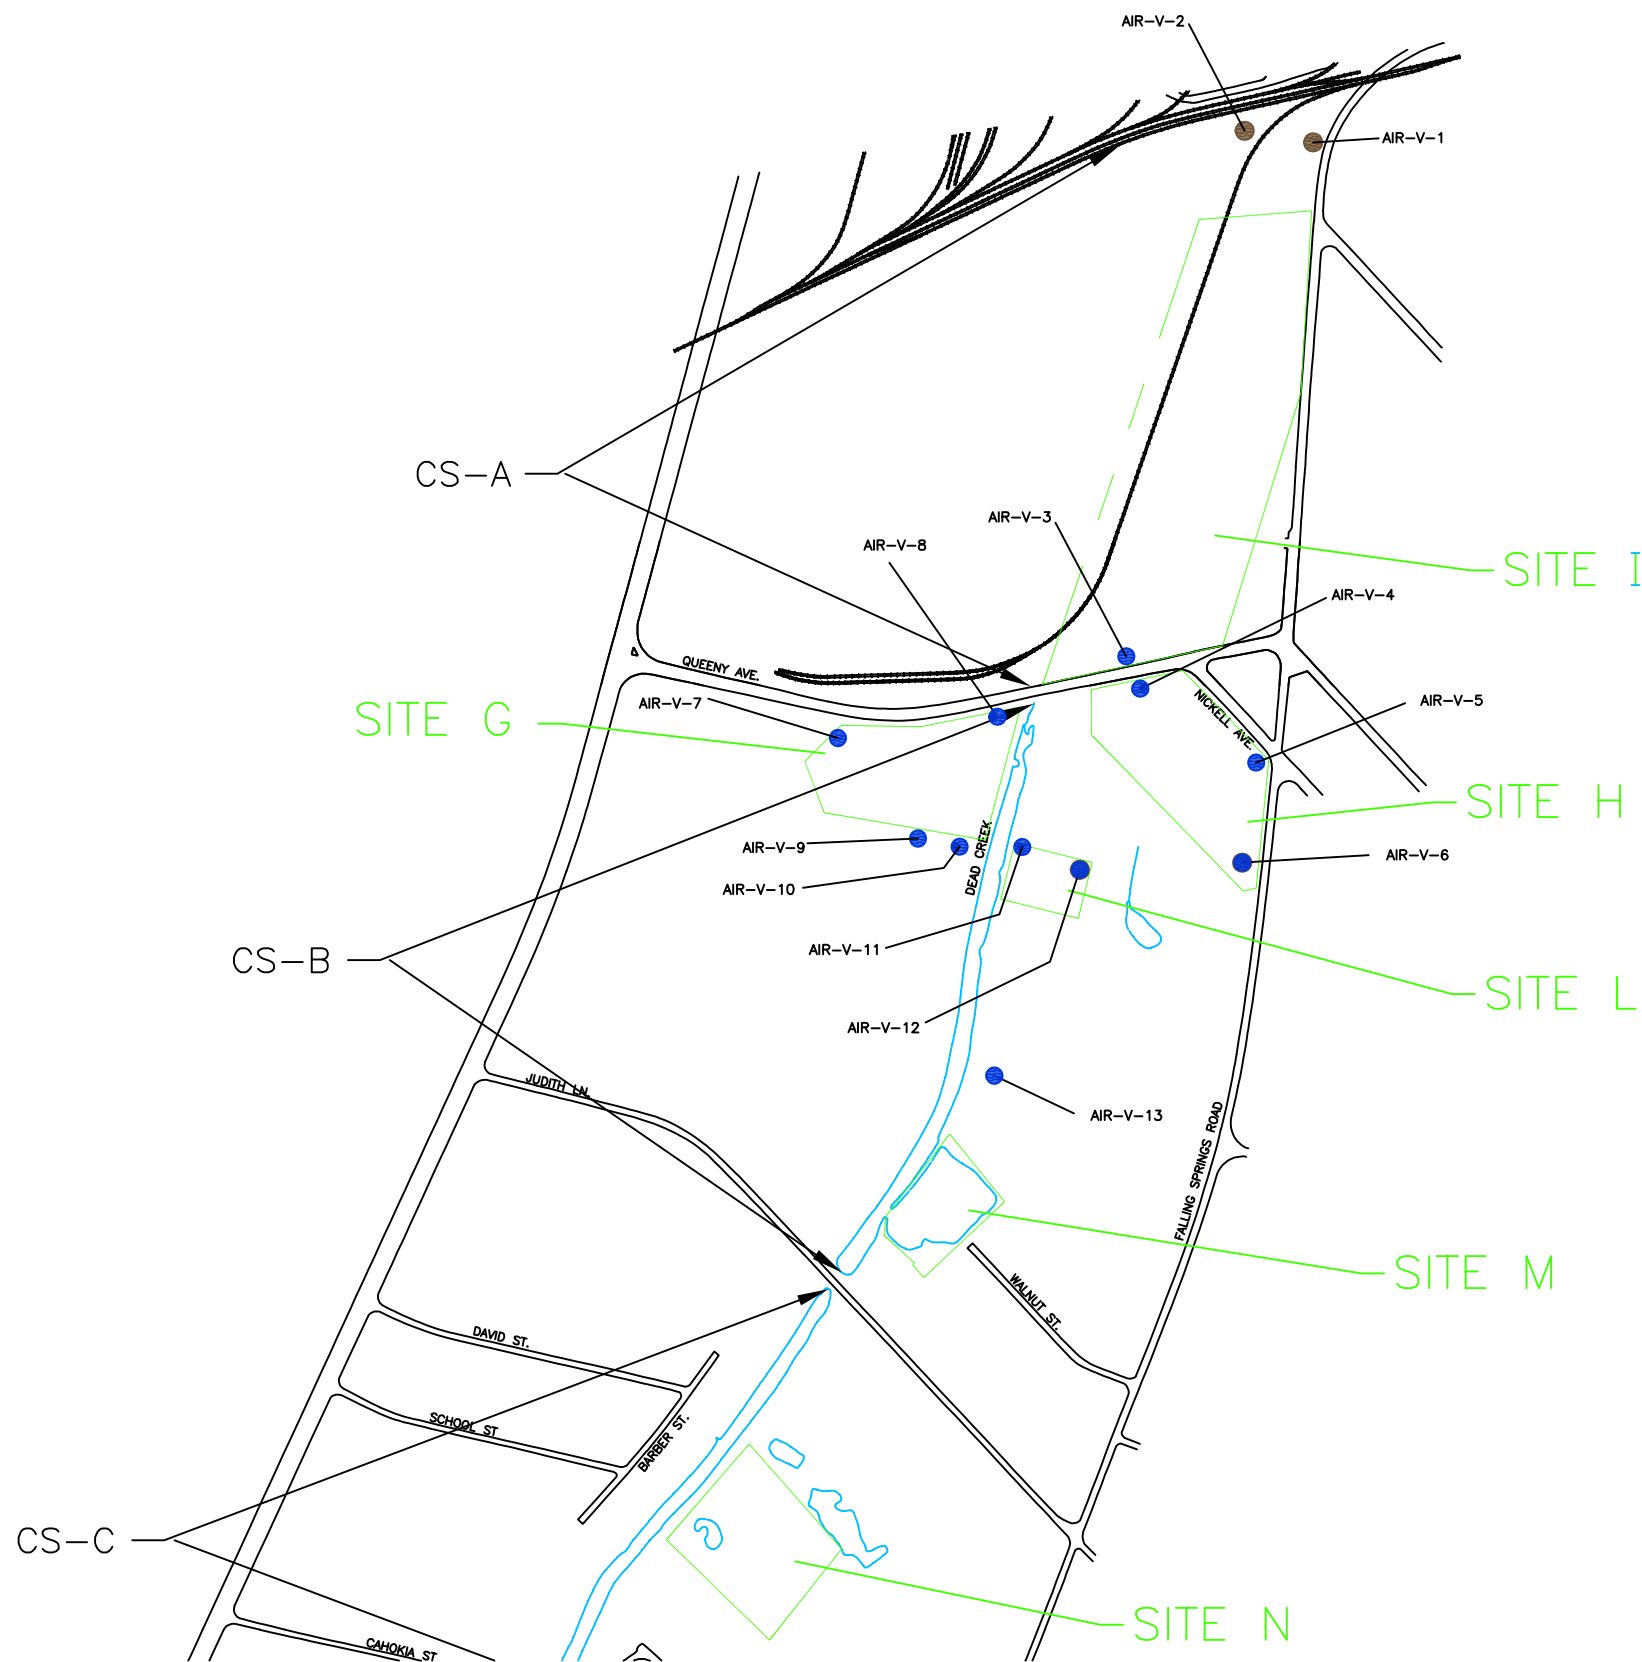 AIR-V-2
AIR-V-1
CS-A
AIR-V-3
AIR-V-8
SITE I
AIR-V-4
QUEENY AVE.
AIR-V-7
NICKELL AVE.
AIR-V-5
SITE G
SITE H
DEAD CREEK
AIR-V-9
AIR-V-6
AIR-V-10
AIR-V-11
CS-B
SITE L
AIR-V-12
JUDITH LN.
AIR-V-13
FALLING SPRINGS ROAD
SITE M
WALNUT ST.
DAVID ST.
SCHOOL ST
BARBER ST.
CS-C
SITE N
CAHOKIA ST